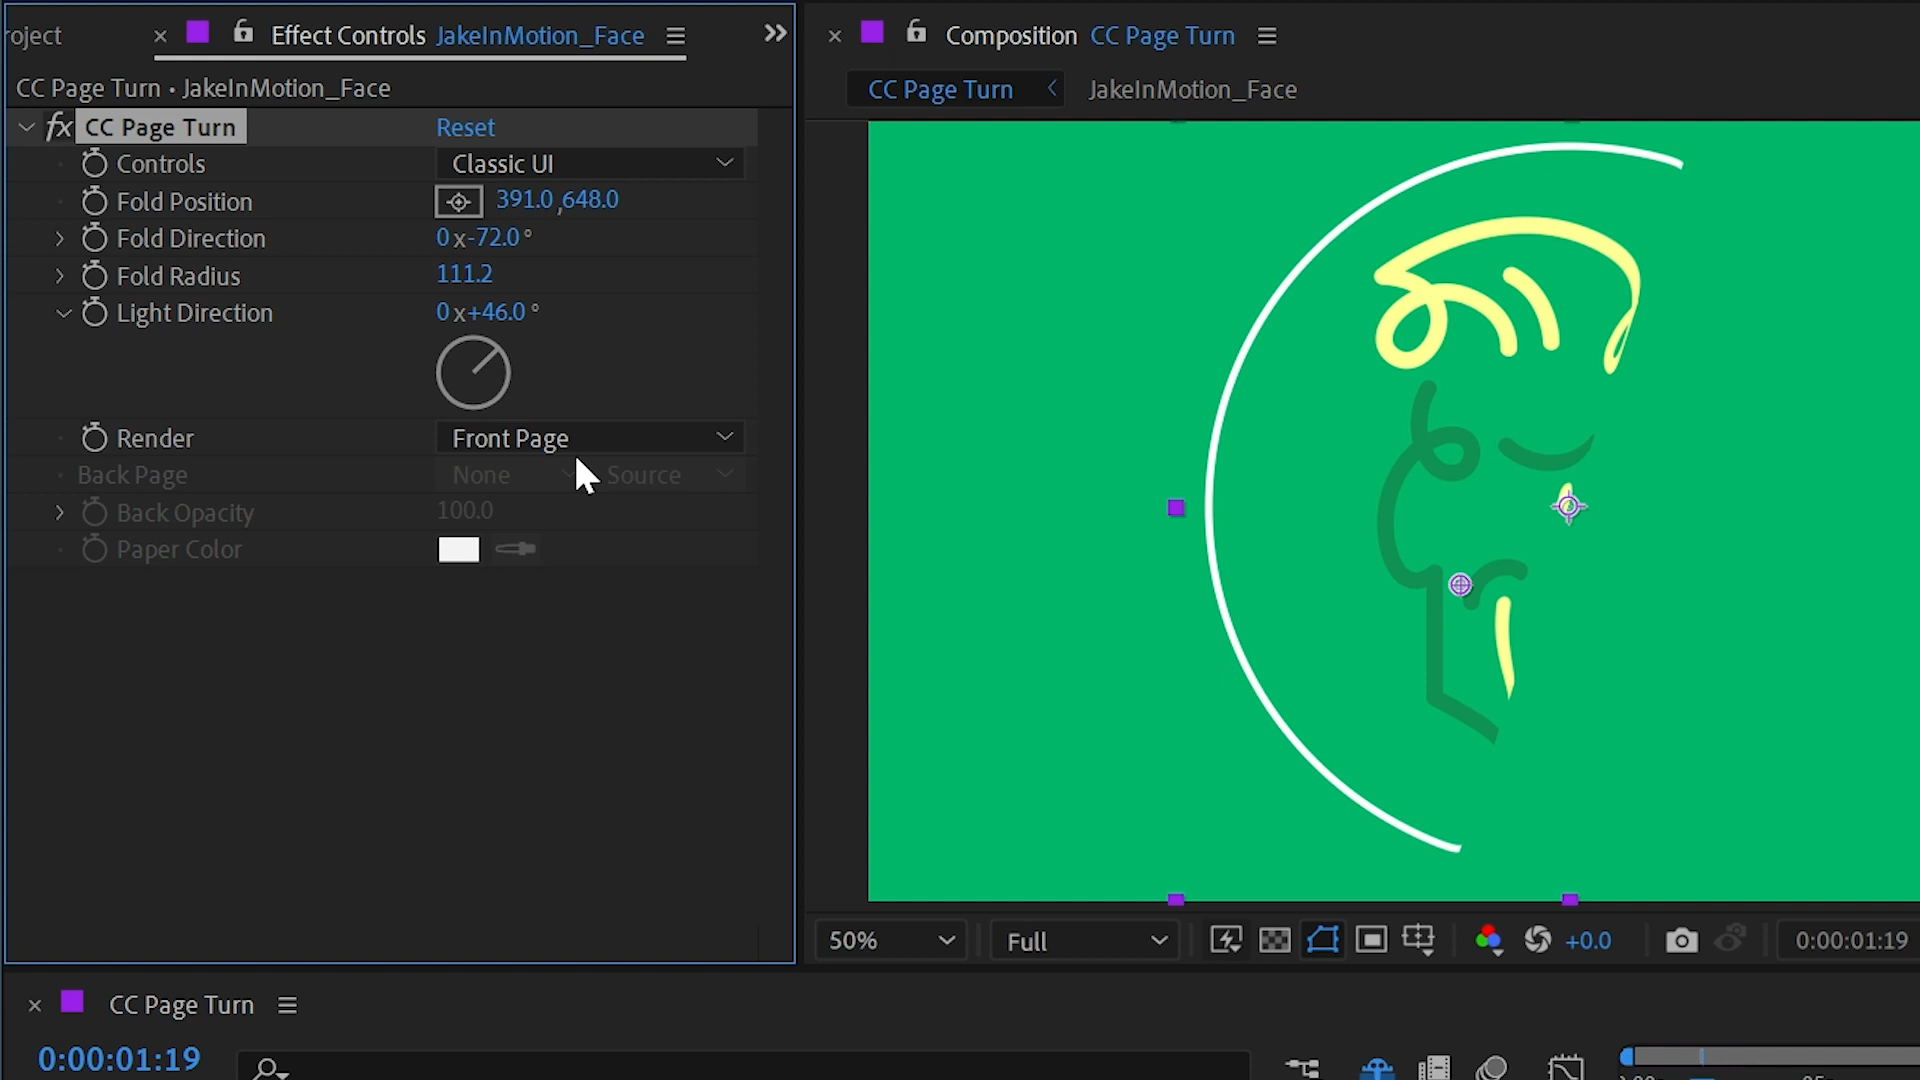 roject
Effect Controls JakeInMotion_Face
CC Page Turn • JakeInMotion_Face
fx CC Page Turn Reset
Controls Classic UI
Fold Position 391.0 ,648.0
Fold Direction 0 x-72.0 °
Fold Radius 111.2
Light Direction 0 x+46.0 °
Render Front Page
Back Page None Source
Back Opacity 100.0
Paper Color
Composition CC Page Turn
CC Page Turn JakeInMotion_Face
50% Full +0.0 0:00:01:19
CC Page Turn
0:00:01:19